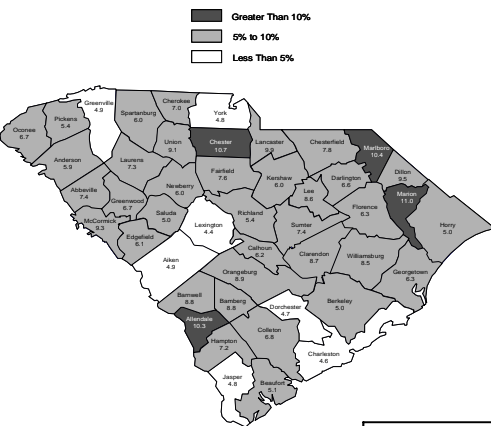 Greater Than 10%
5% to 10%
Less Than 5%
Cherokee
7.0
Greenville
4.9
York
4.8
Spartanburg
6.0
Pickens
5.4
Oconee
6.7
Union
9.1
Chester
10.7
Lancaster
9.9
Chesterfield
7.8
Marlboro
10.4
Anderson
5.9
Laurens
7.3
Fairfield
7.6
Kershaw
6.0
Darlington
6.6
Dillon
9.5
Abbeville
7.4
Greenwood
6.7
Newberry
6.0
Lee
8.6
Marion
11.0
McCormick
9.3
Saluda
5.0
Lexington
4.4
Richland
5.4
Sumter
7.4
Florence
6.3
Horry
5.0
Edgefield
6.1
Aiken
4.9
Calhoun
6.2
Clarendon
8.7
Williamsburg
8.5
Georgetown
6.3
Orangeburg
8.9
Barnwell
8.8
Bamberg
8.8
Dorchester
4.7
Berkeley
5.0
Allendale
10.3
Colleton
6.8
Hampton
7.2
Charleston
4.6
Jasper
4.8
Beaufort
5.1